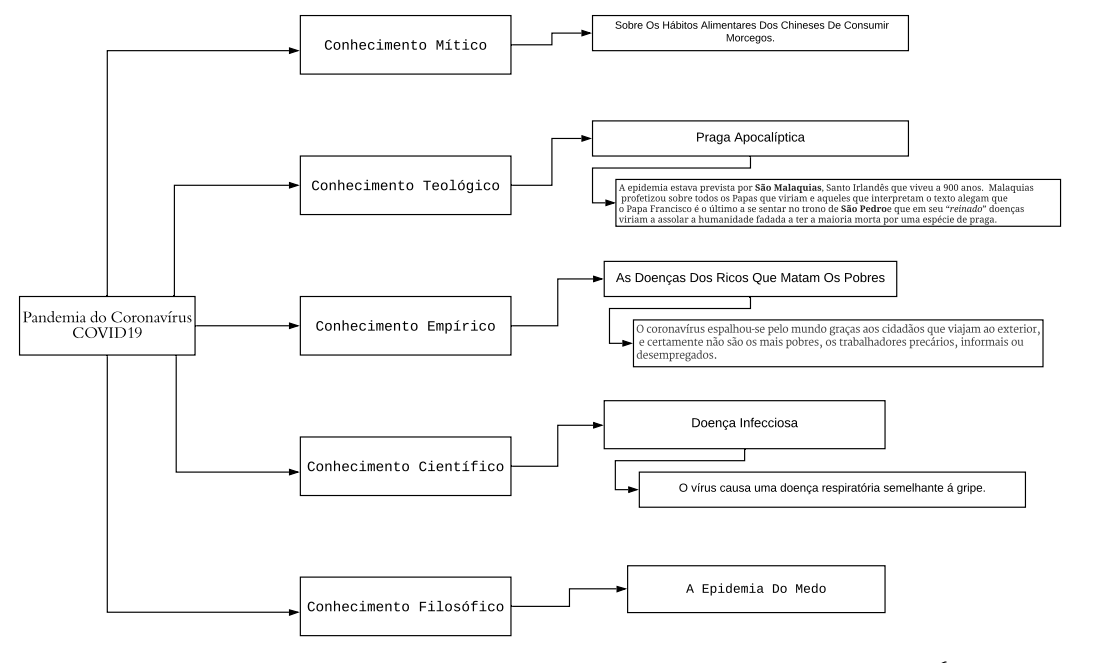 Pandemia do Coronavírus
COVID19
Conhecimento Mítico
Sobre Os Hábitos Alimentares Dos Chineses De Consumir
Morcegos.
Conhecimento Teológico
Praga Apocalíptica
A epidemia estava prevista por São Malaquias, Santo Irlandês que viveu a 900 anos. Malaquias
profetizou sobre todos os Papas que viriam e aqueles que interpretam o texto alegam que
o Papa Francisco é o último a se sentar no trono de São Pedroe que em seu “reinado” doenças
viriam a assolar a humanidade fadada a ter a maioria morta por uma espécie de praga.
Conhecimento Empírico
As Doenças Dos Ricos Que Matam Os Pobres
O coronavírus espalhou-se pelo mundo graças aos cidadãos que viajam ao exterior,
e certamente não são os mais pobres, os trabalhadores precários, informais ou
desempregados.
Conhecimento Científico
Doença Infecciosa
O vírus causa uma doença respiratória semelhante á gripe.
Conhecimento Filosófico
A Epidemia Do Medo